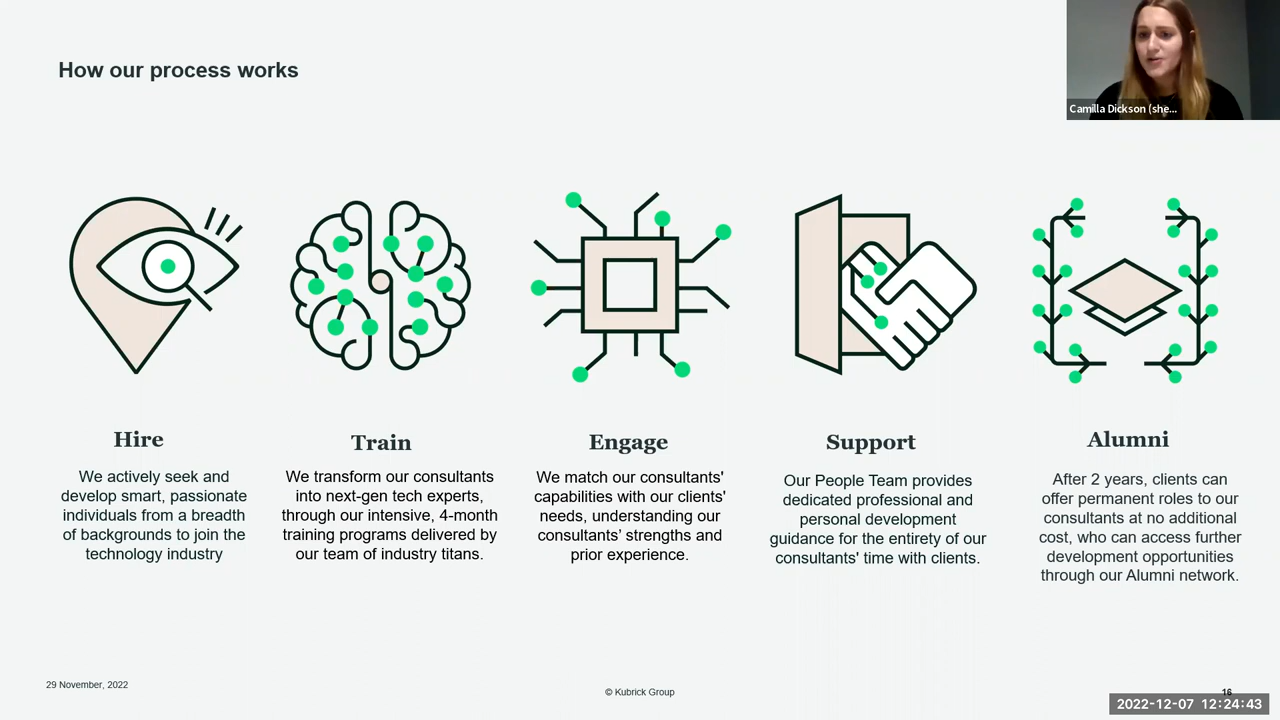 How our process works
Camilla Dickson (she...
Hire
We actively seek and
develop smart, passionate
individuals from a breadth
of backgrounds to join the
technology industry
Train
We transform our consultants
into next-gen tech experts,
through our intensive, 4-month
training programs delivered by
our team of industry titans.
Engage
We match our consultants'
capabilities with our clients'
needs, understanding our
consultants’ strengths and
prior experience.
Support
Our People Team provides
dedicated professional and
personal development
guidance for the entirety of our
consultants' time with clients.
Alumni
After 2 years, clients can
offer permanent roles to our
consultants at no additional
cost, who can access further
development opportunities
through our Alumni network.
29 November, 2022
© Kubrick Group
16
2022-12-07 12:24:43